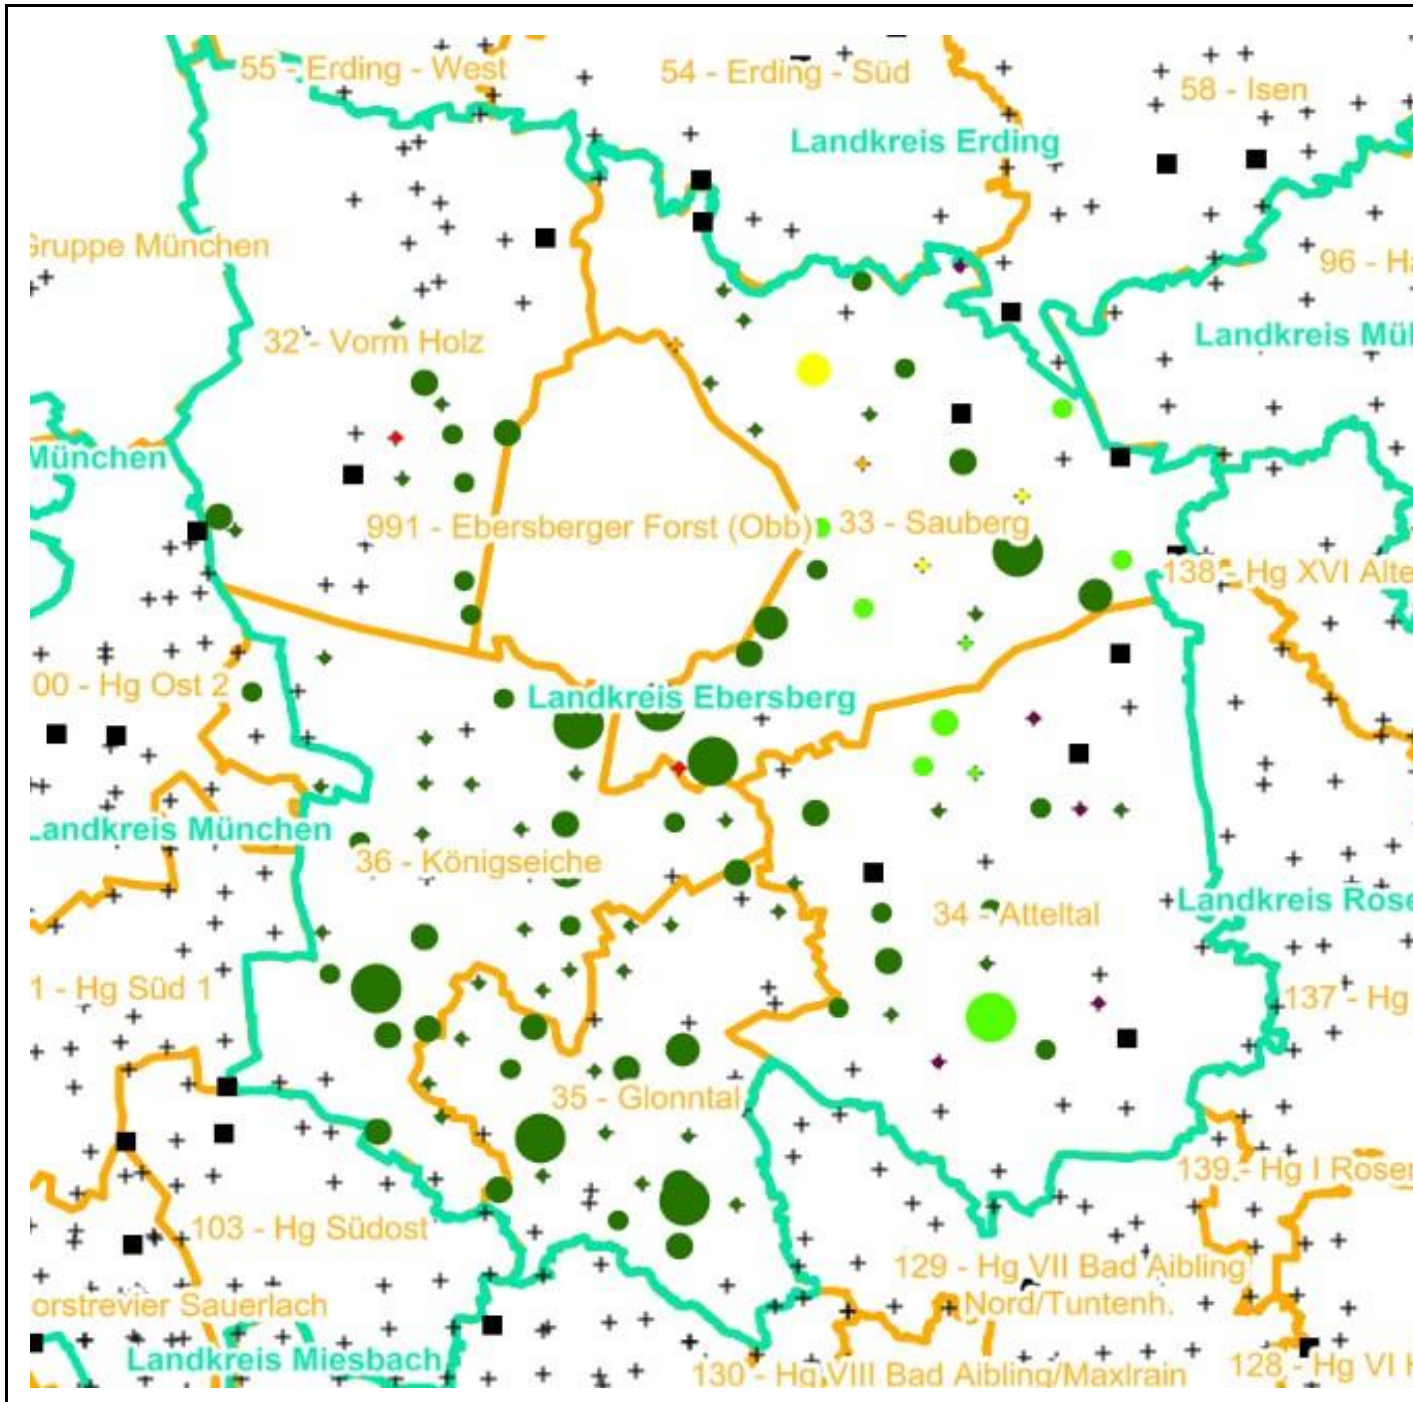 55 - Erding - West
54 - Erding - Süd
58 - Isen
Landkreis Erding
Gruppe München
96 - Ha
32 - Vorm Holz
Landkreis Mü
München
991 - Ebersberger Forst (Obb)
33 - Sauberg
138 - Hg XVI Alte
00 - Hg Ost 2
Landkreis Ebersberg
Landkreis München
36 - Königseiche
34 - Atteltal
Landkreis Rose
1 - Hg Süd 1
137 - Hg
35 - Glonntal
139 - Hg I Rosen
103 - Hg Südost
129 - Hg VII Bad Aibling
Nord/Tuntenh.
orstrevier Sauerlach
Landkreis Miesbach
130 - Hg VIII Bad Aibling/Maxlrain
128 - Hg VI H